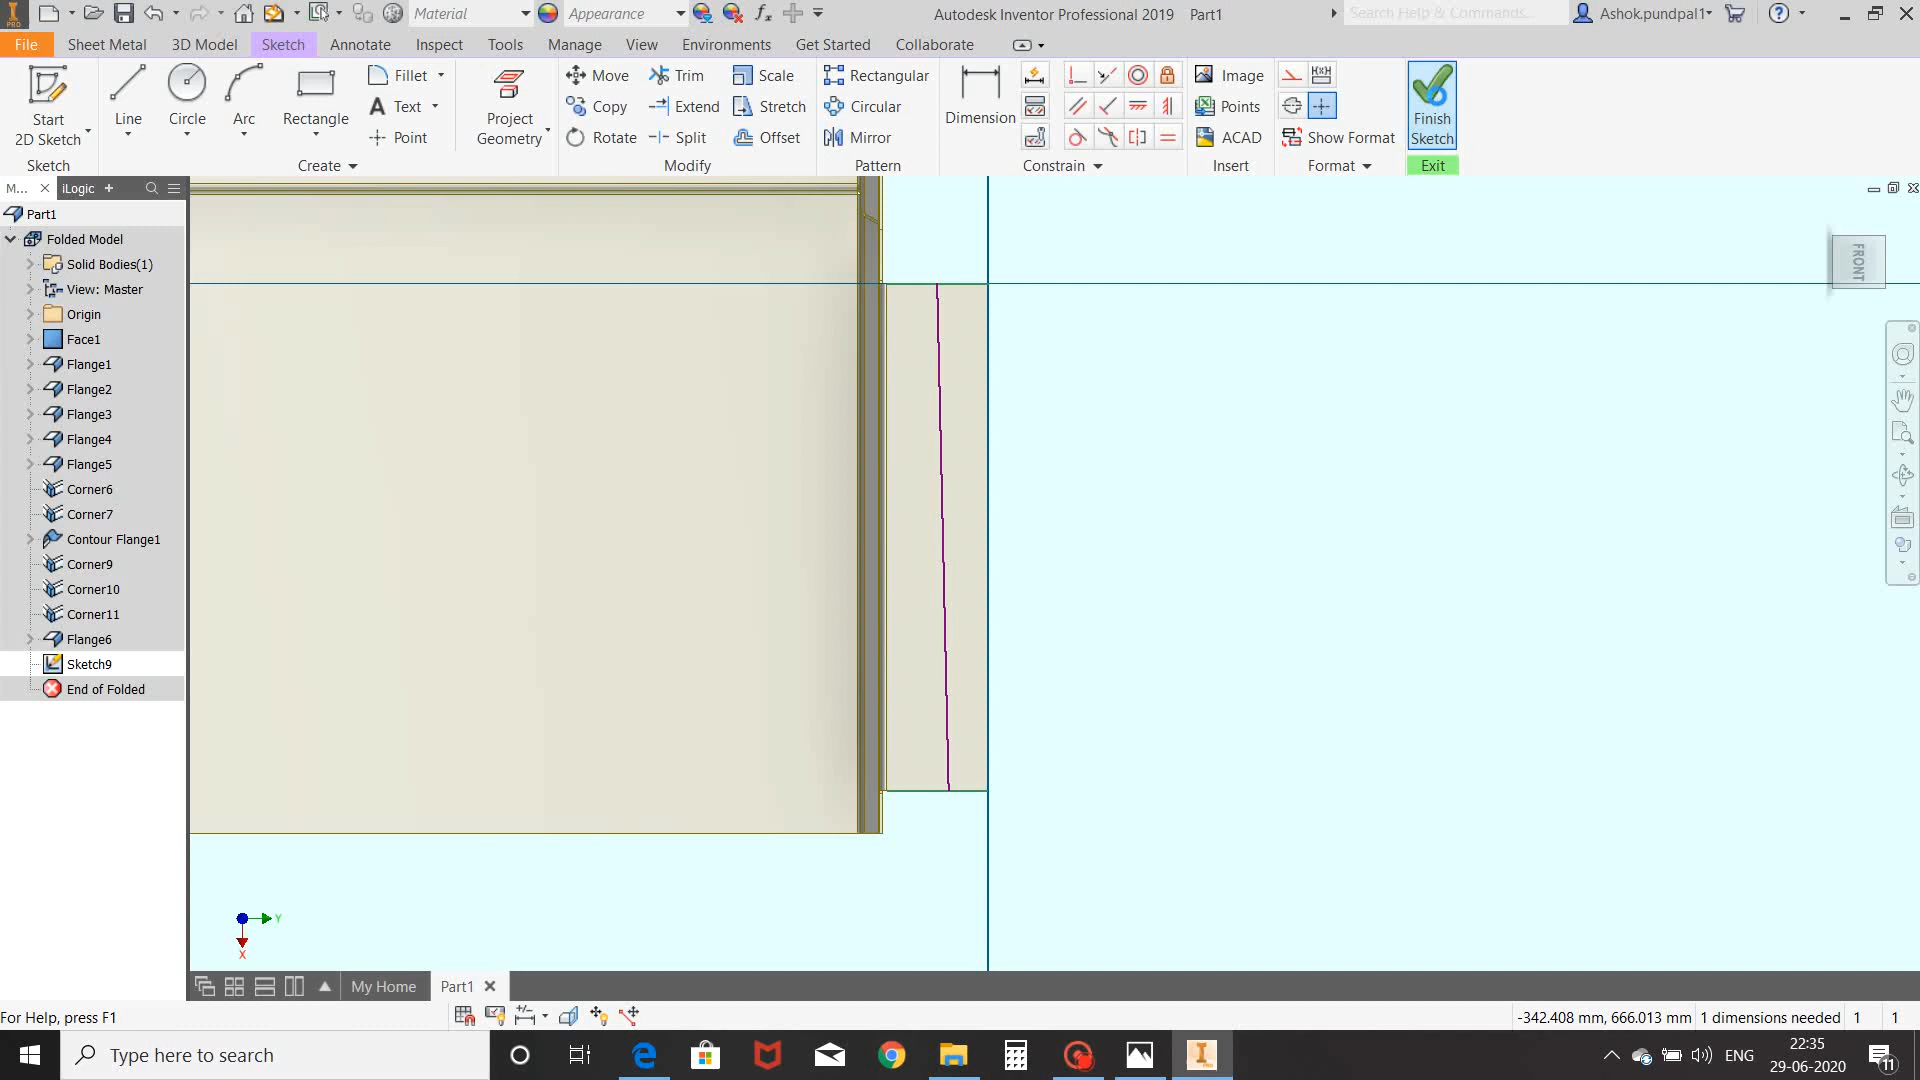 Material
Appearance
Autodesk Inventor Professional 2019 Part1
Search Help & Commands...
Ashok.pundpal1
File Sheet Metal 3D Model Sketch Annotate Inspect Tools Manage View Environments Get Started Collaborate
Start
2D Sketch
Line
Circle
Arc
Rectangle
Fillet
Text
Point
Project
Geometry
Move
Copy
Rotate
Trim
Extend
Split
Scale
Stretch
Offset
Rectangular
Circular
Mirror
Dimension
Image
Points
ACAD
Show Format
Finish
Sketch
Sketch
Create
Modify
Pattern
Constrain
Insert
Format
Exit
M...
iLogic
Part1
Folded Model
Solid Bodies(1)
View: Master
Origin
Face1
Flange1
Flange2
Flange3
Flange4
Flange5
Corner6
Corner7
Contour Flange1
Corner9
Corner10
Corner11
Flange6
Sketch9
End of Folded
FRONT
Y
X
My Home
Part1
For Help, press F1
-342.408 mm, 666.013 mm 1 dimensions needed 1 1
Type here to search
ENG
22:35
29-06-2020
11